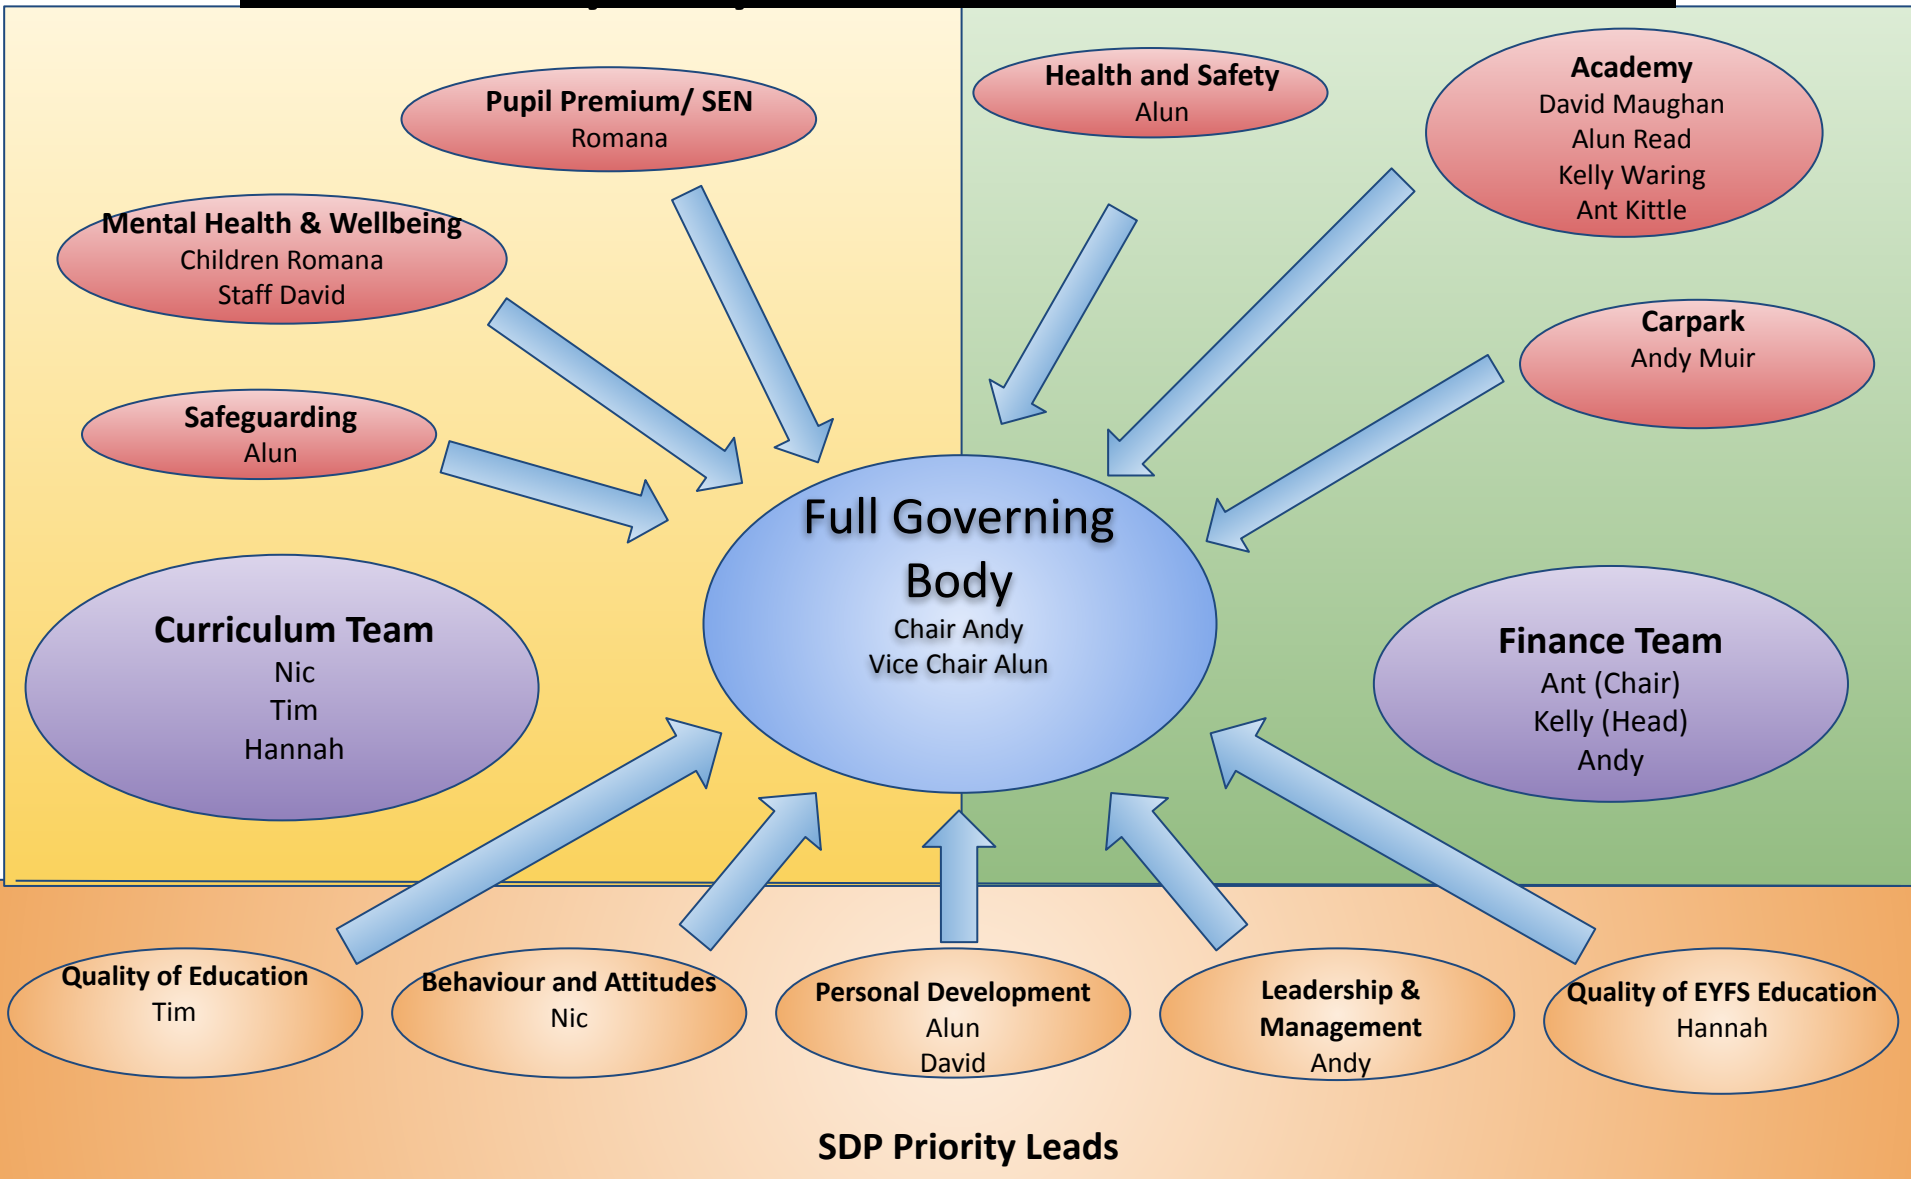 Pupil Premium/ SEN
Romana
Health and Safety
Alun
Academy
David Maughan
Alun Read
Kelly Waring
Ant Kittle
Mental Health & Wellbeing
Children Romana
Staff David
Carpark
Andy Muir
Safeguarding
Alun
Full Governing
Body
Chair Andy
Vice Chair Alun
Curriculum Team
Nic
Tim
Hannah
Finance Team
Ant (Chair)
Kelly (Head)
Andy
Quality of Education
Tim
Behaviour and Attitudes
Nic
Personal Development
Alun
David
Leadership &
Management
Andy
Quality of EYFS Education
Hannah
SDP Priority Leads